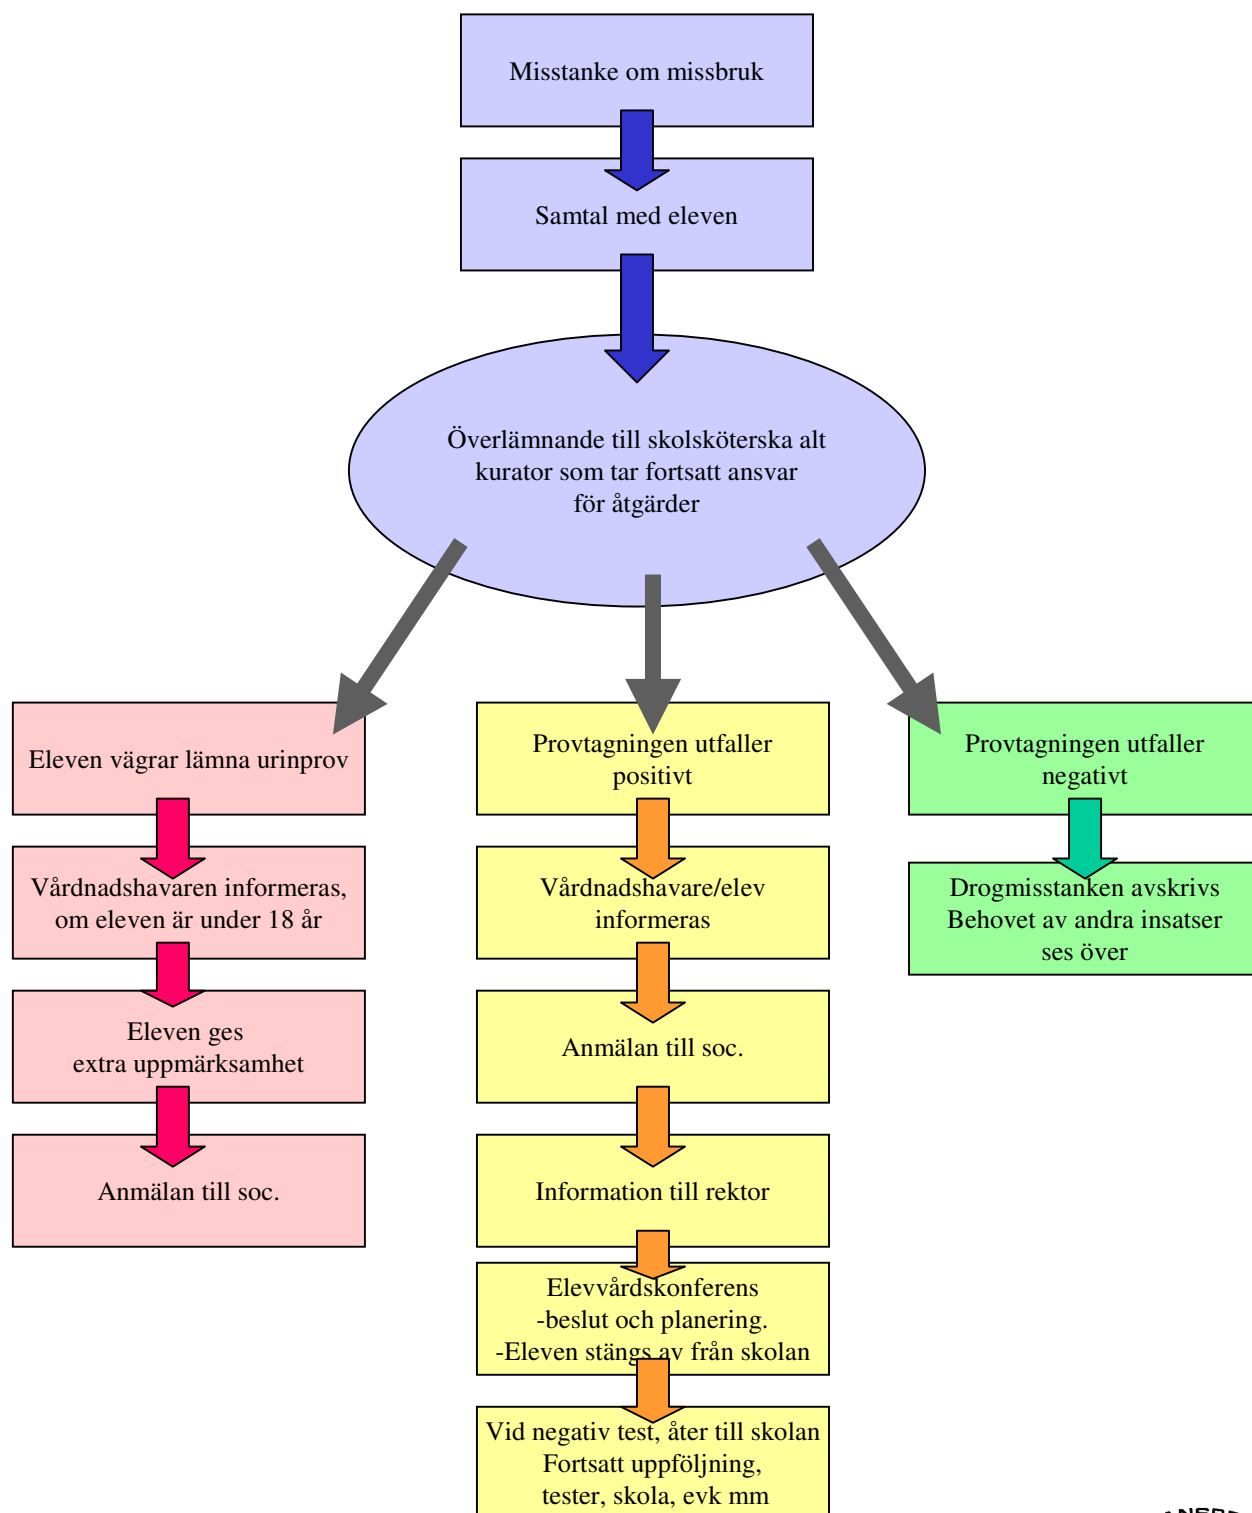 Misstanke om missbruk
Samtal med eleven
Överlämnande till skolsköterska alt
kurator som tar fortsatt ansvar
för åtgärder
Eleven vägrar lämna urinprov
Vårdnadshavaren informeras,
om eleven är under 18 år
Eleven ges
extra uppmärksamhet
Anmälan till soc.
Provtagningen utfaller
positivt
Vårdnadshavare/elev
informeras
Anmälan till soc.
Information till rektor
Elevvårdskonferens
-beslut och planering.
-Eleven stängs av från skolan
Vid negativ test, åter till skolan
Fortsatt uppföljning,
tester, skola, evk mm
Provtagningen utfaller
negativt
Drogmisstanken avskrivs
Behovet av andra insatser
ses över